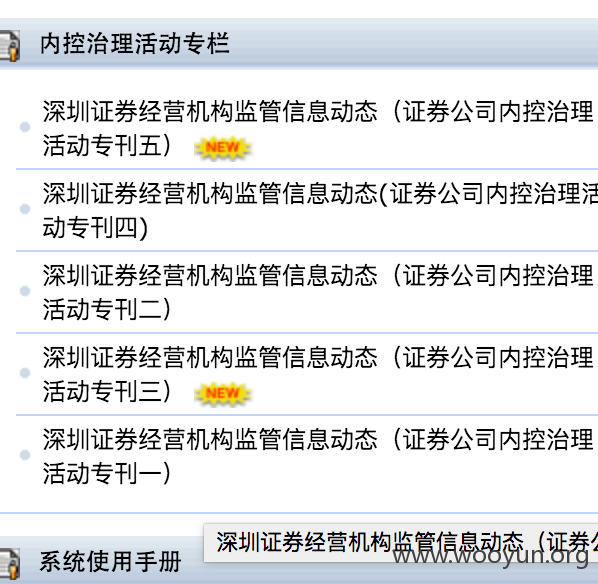 内控治理活动专栏
深圳证券经营机构监管信息动态（证券公司内控治理
活动专刊五） NEW
深圳证券经营机构监管信息动态(证券公司内控治理活
动专刊四)
深圳证券经营机构监管信息动态（证券公司内控治理
活动专刊二）
深圳证券经营机构监管信息动态（证券公司内控治理
活动专刊三） NEW
深圳证券经营机构监管信息动态（证券公司内控治理
活动专刊一）
深圳证券经营机构监管信息动态（证券公
www.wooyun.org
系统使用手册